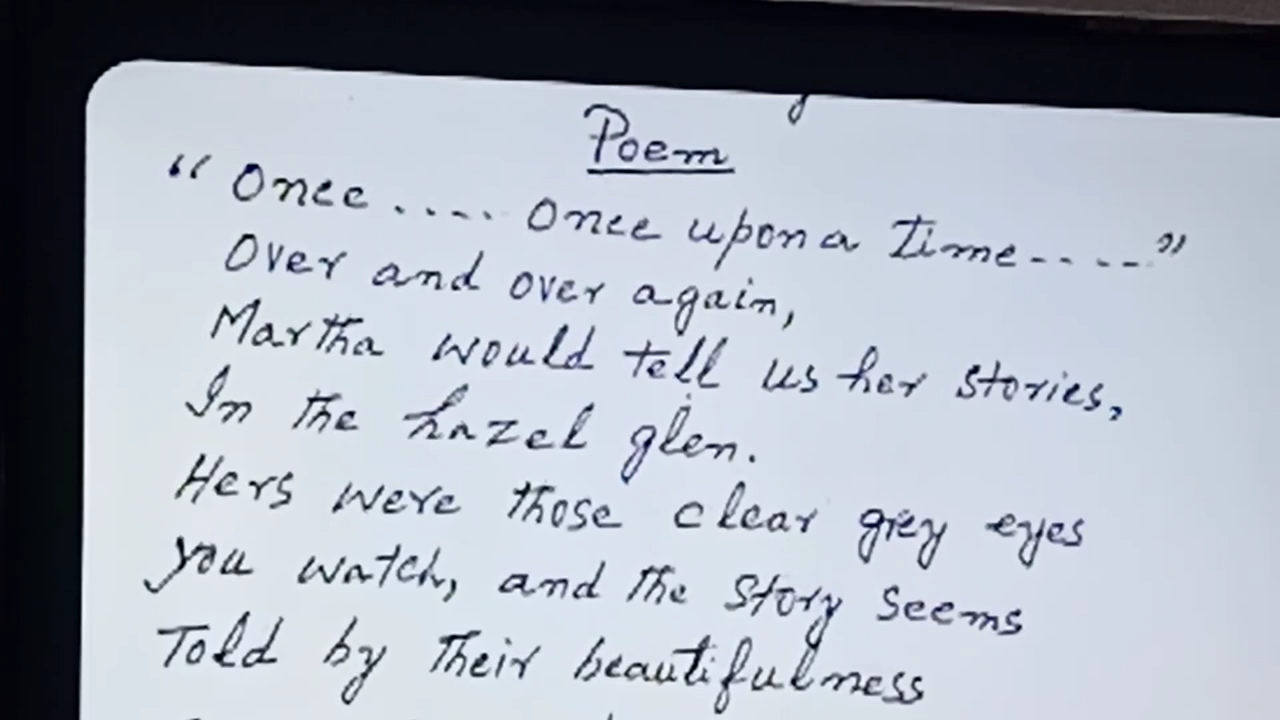 Poem
“ Once .... Once upon a Time-----”
Over and over again,
Martha would tell us her stories,
In the hazel glen.
Hers were those clear grey eyes
you watch, and the story seems
Told by their beautifulness